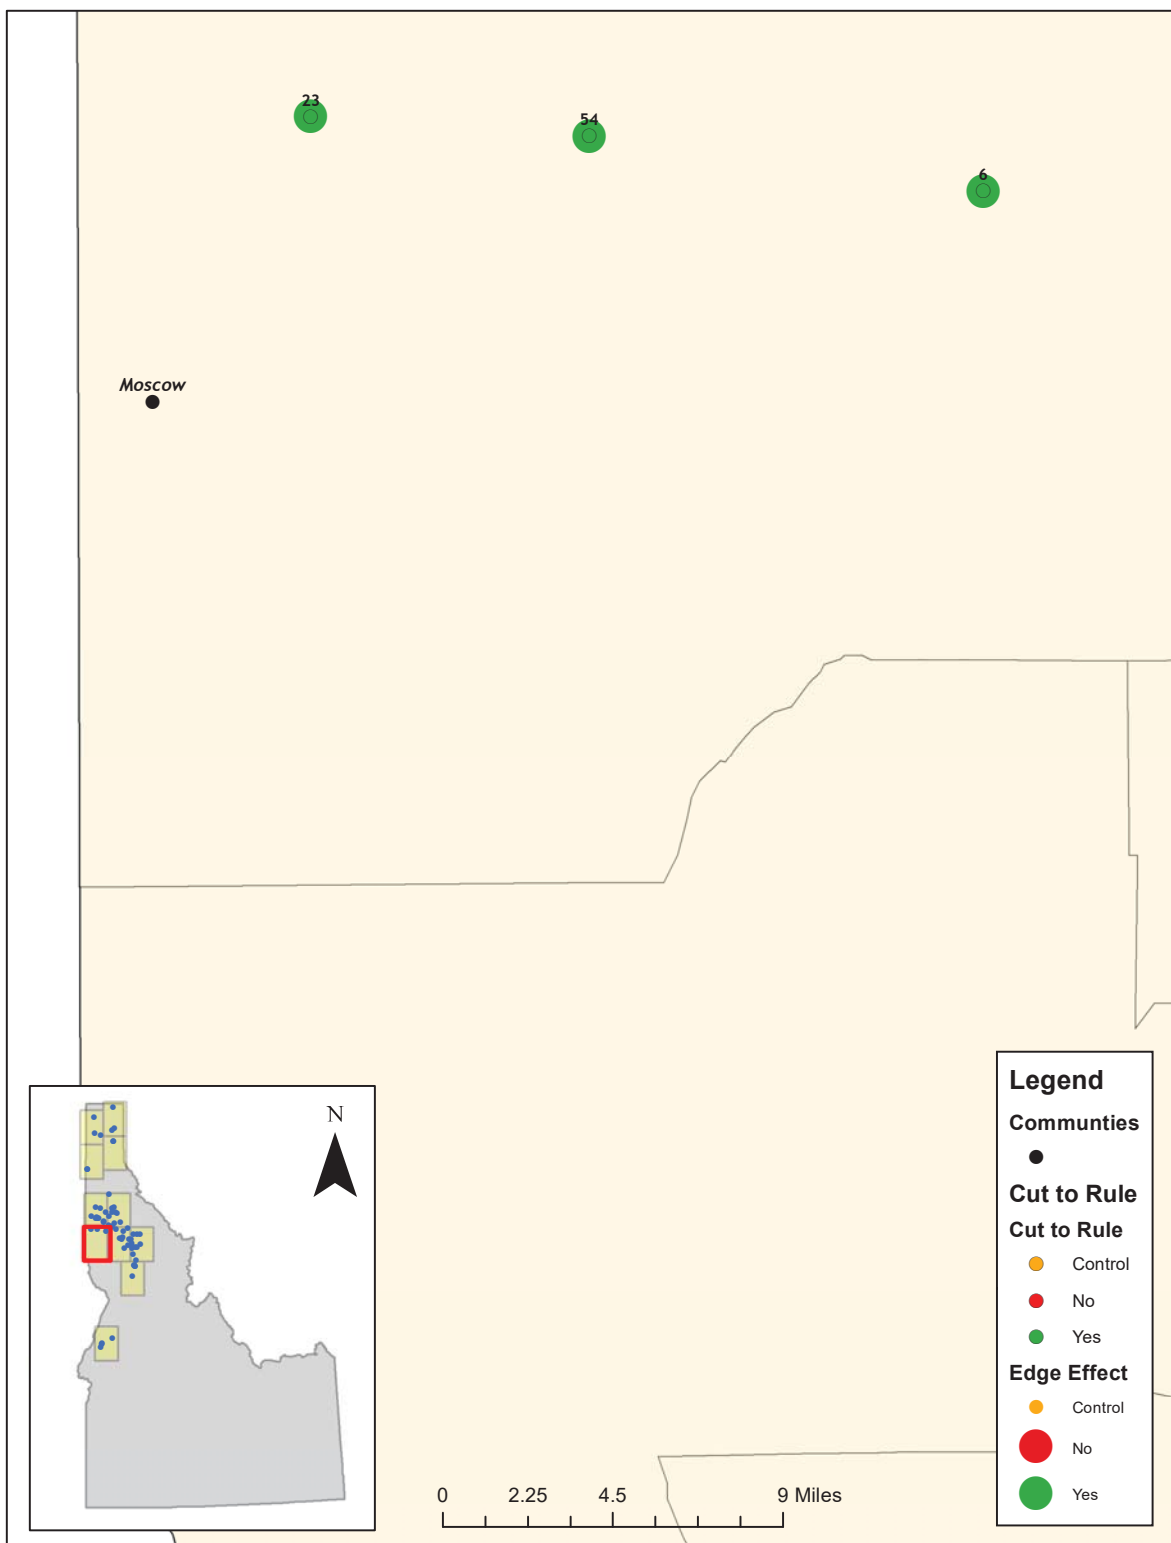 23
54
6
Moscow
N
Legend
Communties
Cut to Rule
Cut to Rule
Control
No
Yes
Edge Effect
Control
No
Yes
0 2.25 4.5 9 Miles